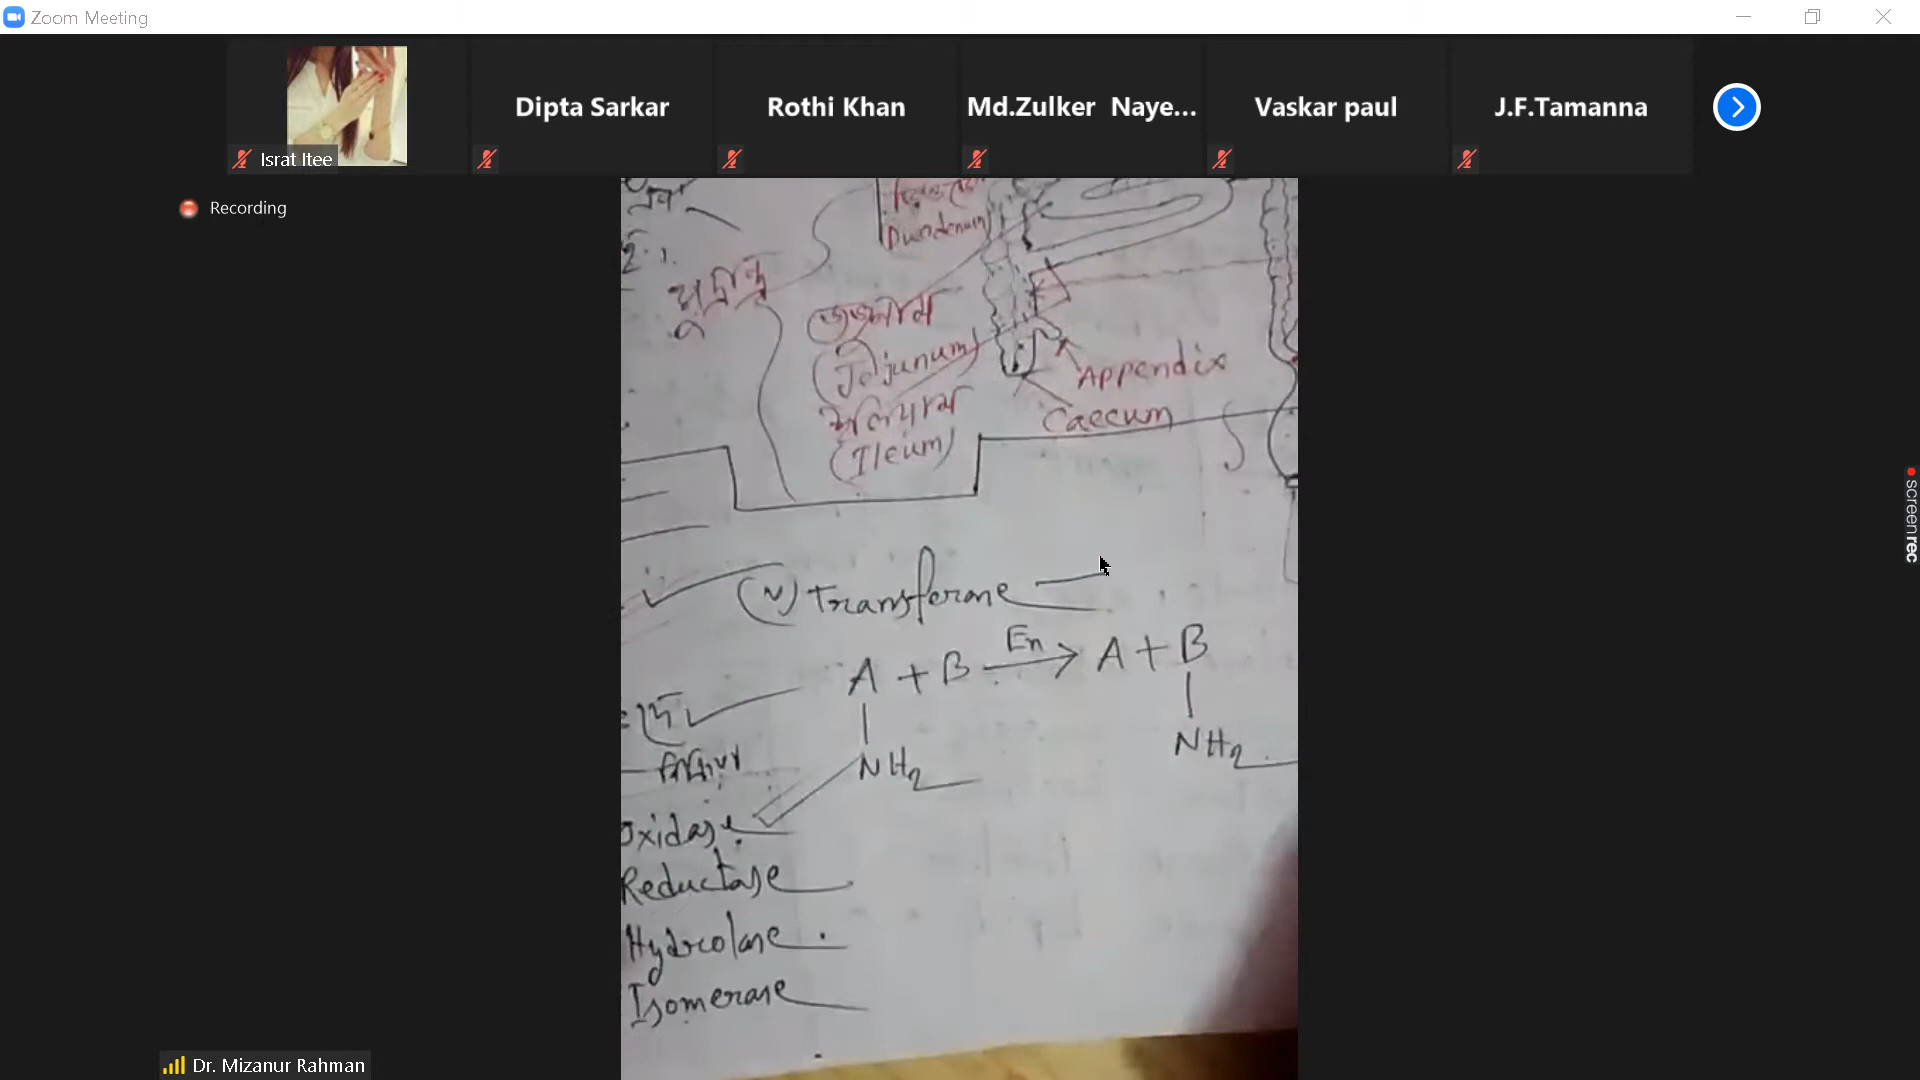 Zoom Meeting
Israt Itee
Dipta Sarkar
Rothi Khan
Md.Zulker Naye...
Vaskar paul
J.F.Tamanna
Recording
Duodenum
(Jejunum)
(Ileum)
Appendix
Caecum
(v) Transferase
A + B En → A + B
NH2 NH2
Oxidase
Reductase
Hydrolase
Isomerase
screenrec
Dr. Mizanur Rahman